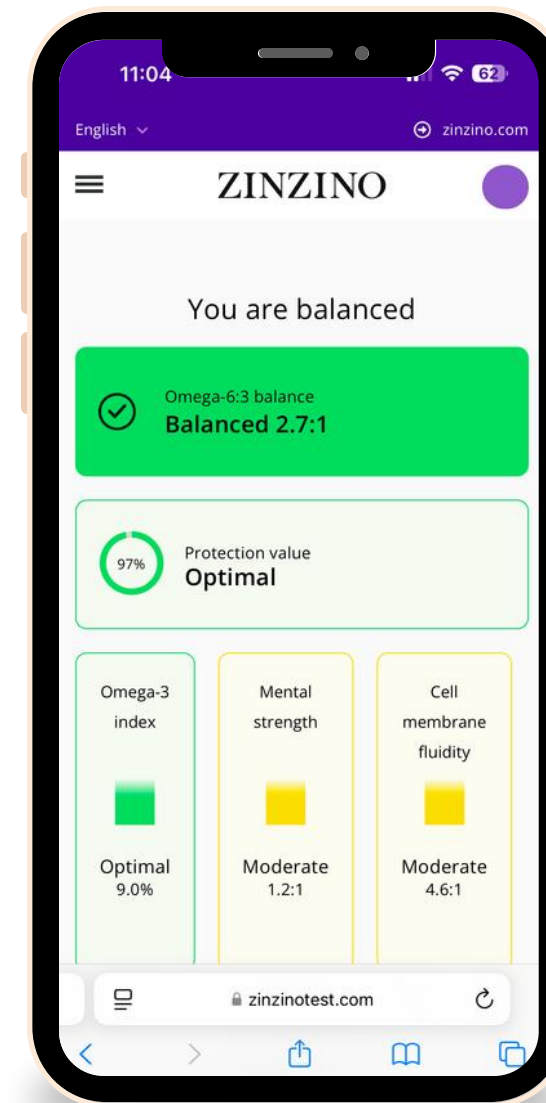 11:04
62
English
zinzino.com
ZINZINO
You are balanced
Omega-6:3 balance
Balanced 2.7:1
97%
Protection value
Optimal
Omega-3
index
Optimal
9.0%
Mental
strength
Moderate
1.2:1
Cell
membrane
fluidity
Moderate
4.6:1
zinzinotest.com